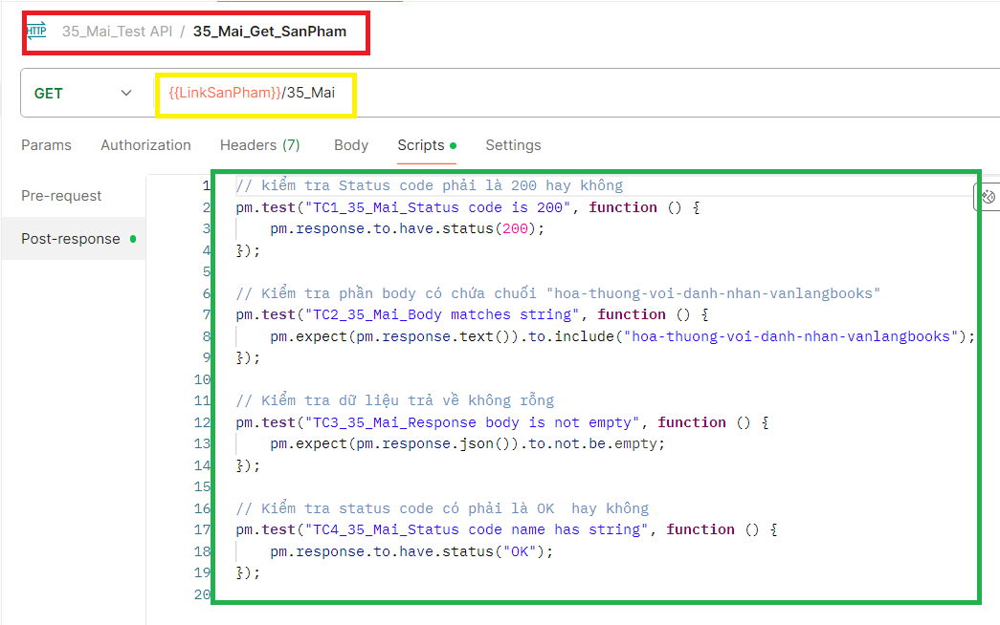 HTTP 35_Mai_Test API / 35_Mai_Get_SanPham
GET {{LinkSanPham}}/35_Mai
Params Authorization Headers (7) Body Scripts Settings
Pre-request
Post-response
1 // kiểm tra Status code phải là 200 hay không
2 pm.test("TC1_35_Mai_Status code is 200", function () {
3 pm.response.to.have.status(200);
4 });
5
6 // Kiểm tra phần body có chứa chuối "hoa-thuong-voi-danh-nhan-vanlangbooks"
7 pm.test("TC2_35_Mai_Body matches string", function () {
8 pm.expect(pm.response.text()).to.include("hoa-thuong-voi-danh-nhan-vanlangbooks");
9 });
10
11 // Kiểm tra dữ liệu trả về không rỗng
12 pm.test("TC3_35_Mai_Response body is not empty", function () {
13 pm.expect(pm.response.json()).to.not.be.empty;
14 });
15
16 // Kiểm tra status code có phải là OK  hay không
17 pm.test("TC4_35_Mai_Status code name has string", function () {
18 pm.response.to.have.status("OK");
19 });
20